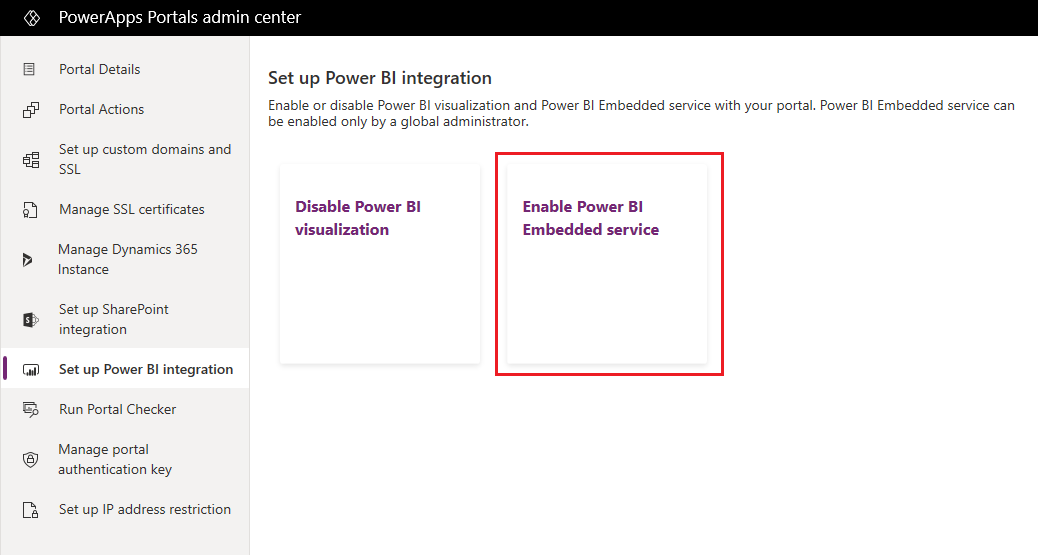 PowerApps Portals admin center
Portal Details
Portal Actions
Set up custom domains and
SSL
Manage SSL certificates
Manage Dynamics 365
Instance
Set up SharePoint
integration
Set up Power BI integration
Run Portal Checker
Manage portal
authentication key
Set up IP address restriction
Set up Power BI integration
Enable or disable Power BI visualization and Power BI Embedded service with your portal. Power BI Embedded service can
be enabled only by a global administrator.
Disable Power BI
visualization
Enable Power BI
Embedded service